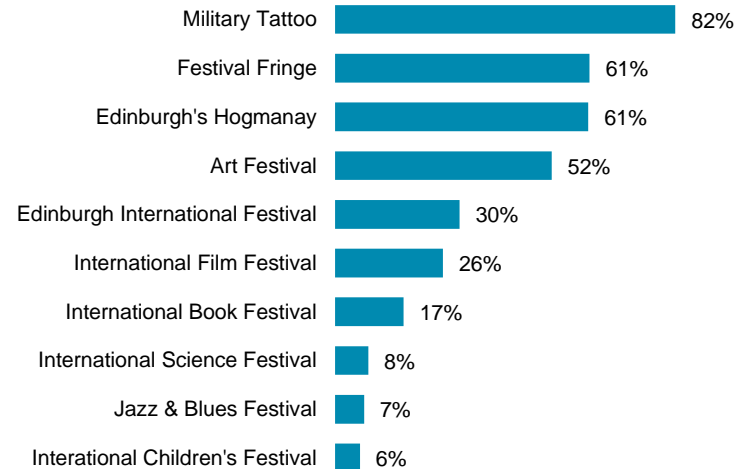 Military Tattoo 82%
Festival Fringe 61%
Edinburgh's Hogmanay 61%
Art Festival 52%
Edinburgh International Festival 30%
International Film Festival 26%
International Book Festival 17%
International Science Festival 8%
Jazz & Blues Festival 7%
Interational Children's Festival 6%